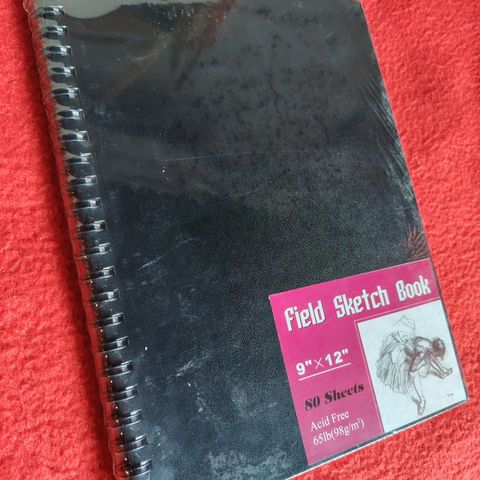 Field Sketch Book
9"×12"
80 Sheets
Acid Free
65lb(98g/m²)